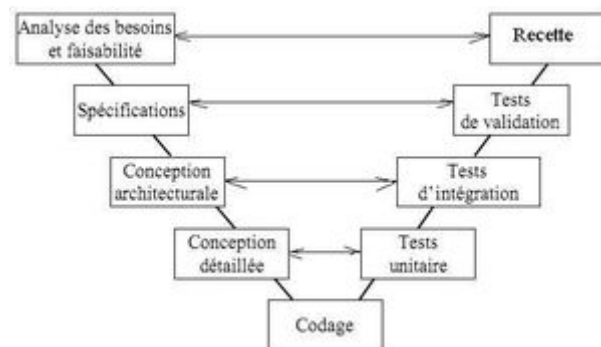 Analyse des besoins
et faisabilité
Recette
Spécifications
Tests
de validation
Conception
architecturale
Tests
d'intégration
Conception
détaillée
Tests
unitaire
Codage